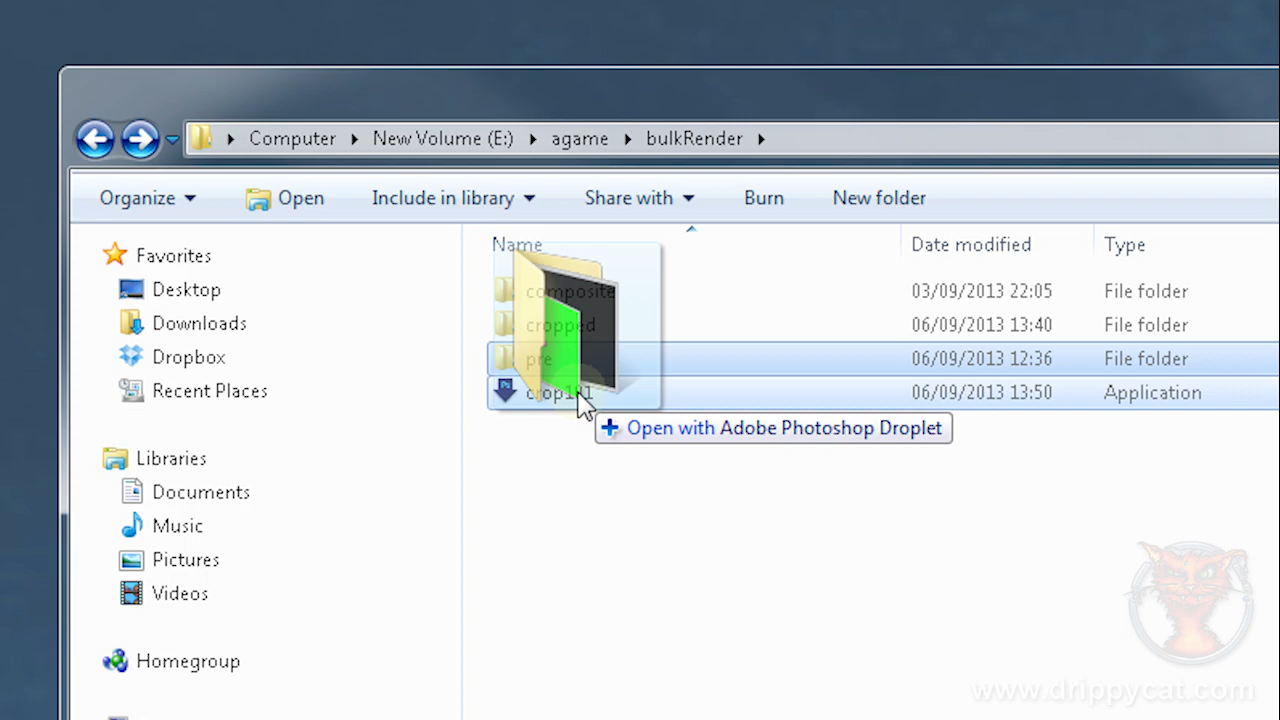 Computer New Volume (E:) agame bulkRender
Organize Open Include in library Share with Burn New folder
Name Date modified Type
composite 03/09/2013 22:05 File folder
cropped 06/09/2013 13:40 File folder
pre 06/09/2013 12:36 File folder
06/09/2013 13:50 Application
Open with Adobe Photoshop Droplet
Favorites
Desktop
Downloads
Dropbox
Recent Places
Libraries
Documents
Music
Pictures
Videos
Homegroup
www.drippycat.com